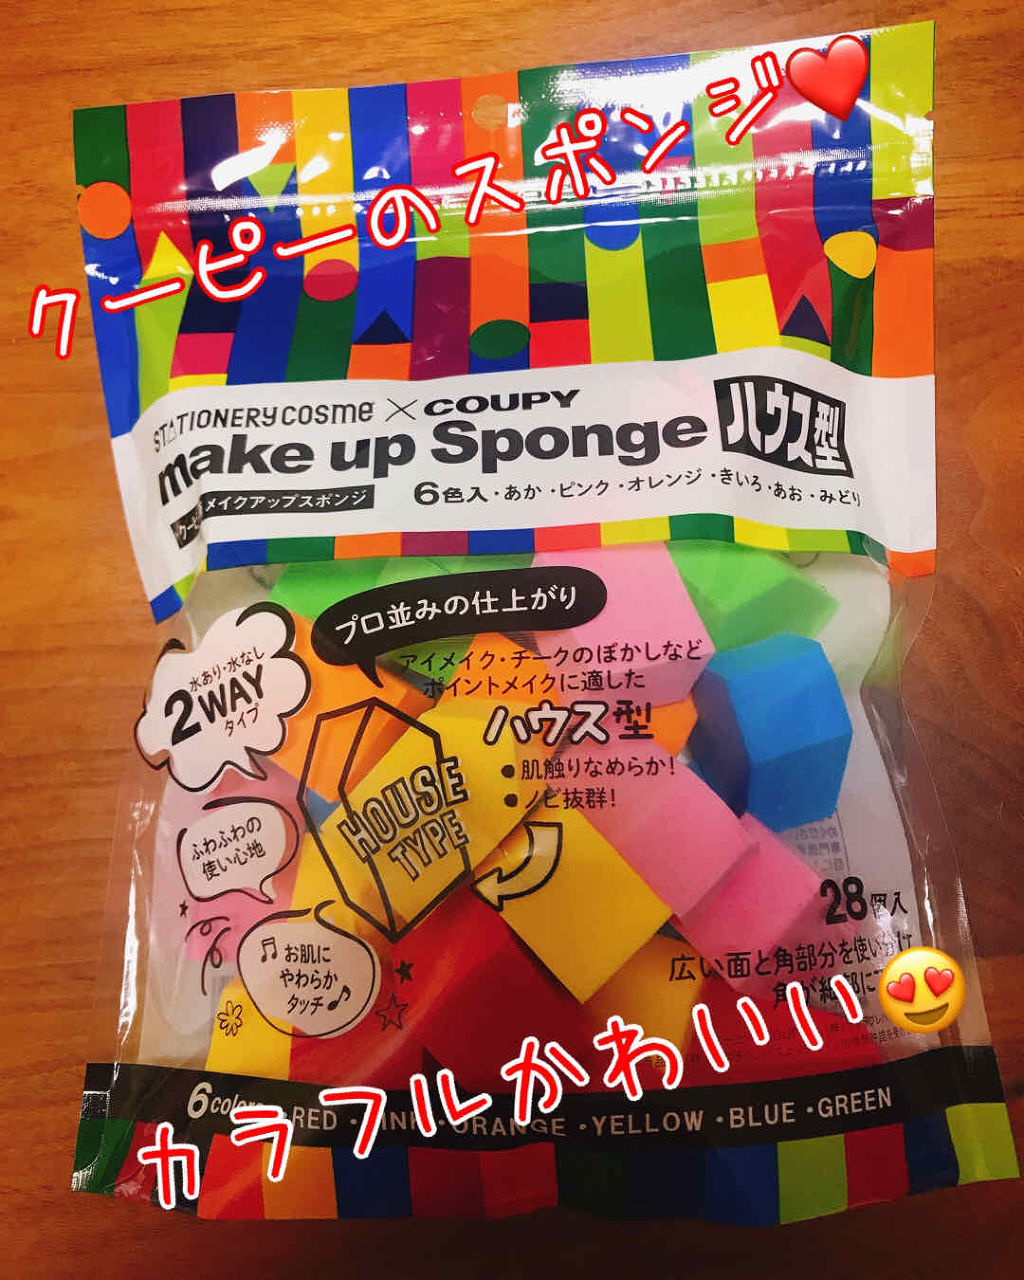 クーピーのスポンジ❤️
STATIONERY cosme × COUPY
make up Sponge ハウス型
メイクアップスポンジ
6色入・あか・ピンク・オレンジ・きいろ・あお・みどり
プロ並みの仕上がり
水あり・水なし
2WAY
タイプ
アイメイク・チークのぼかしなど
ポイントメイクに適した
ハウス型
●肌触りなめらか!
●ノビ抜群!
HOUSE
TYPE
ふわふわの
使い心地
お肌に
やわらか
タッチ
28個入
広い面と角部分を使い分け
角が細部に
カラフルかわいい😍
6 colors RED・PINK・ORANGE・YELLOW・BLUE・GREEN